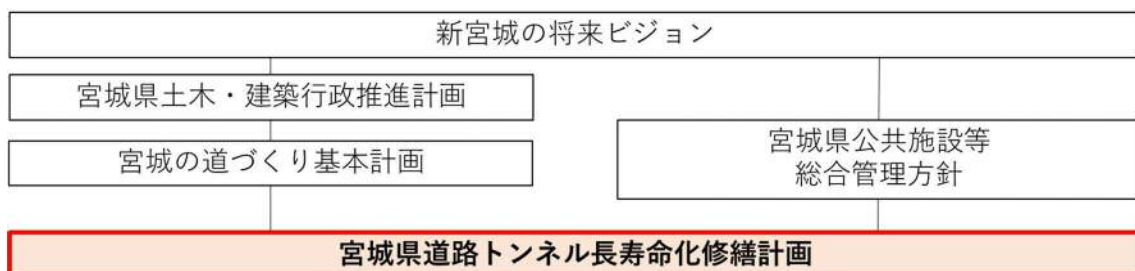 新宮城の将来ビジョン
宮城県土木・建築行政推進計画
宮城の道づくり基本計画
宮城県公共施設等
総合管理方針
宮城県道路トンネル長寿命化修繕計画